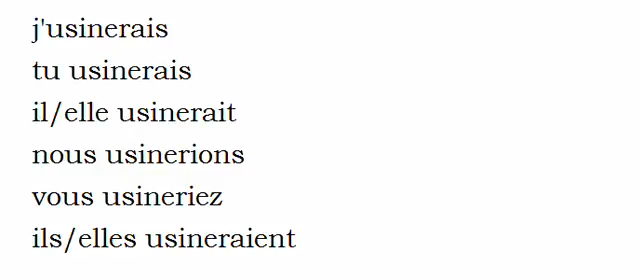 j'usinerais
tu usinerais
il/elle usinerait
nous usinerions
vous usineriez
ils/elles usineraient